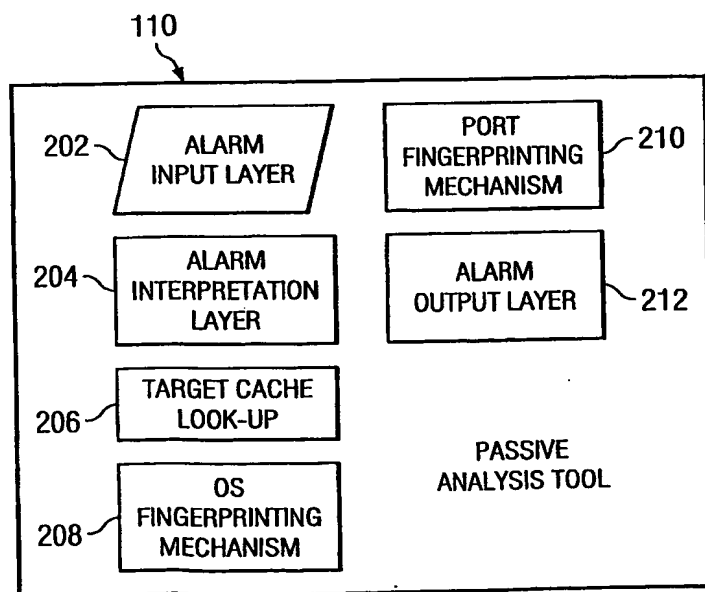 110
202
ALARM
INPUT LAYER
PORT
FINGERPRINTING
MECHANISM
210
204
ALARM
INTERPRETATION
LAYER
ALARM
OUTPUT LAYER
212
206
TARGET CACHE
LOOK-UP
208
OS
FINGERPRINTING
MECHANISM
PASSIVE
ANALYSIS TOOL